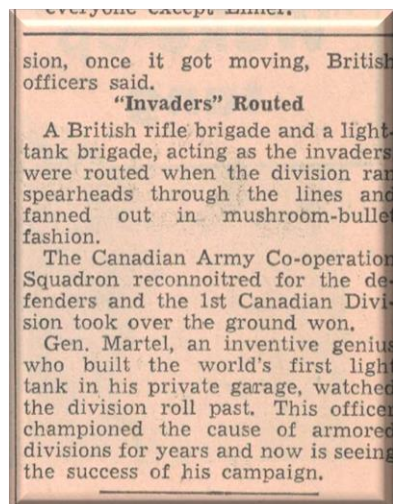 everyone except Linner.
sion, once it got moving, British
officers said.
“Invaders” Routed
A British rifle brigade and a light-
tank brigade, acting as the invaders
were routed when the division ran
spearheads through the lines and
fanned out in mushroom-bullet
fashion.
The Canadian Army Co-operation
Squadron reconnoitred for the de-
fenders and the 1st Canadian Divi-
sion took over the ground won.
Gen. Martel, an inventive genius
who built the world's first light
tank in his private garage, watched
the division roll past. This officer
championed the cause of armored
divisions for years and now is seeing
the success of his campaign.